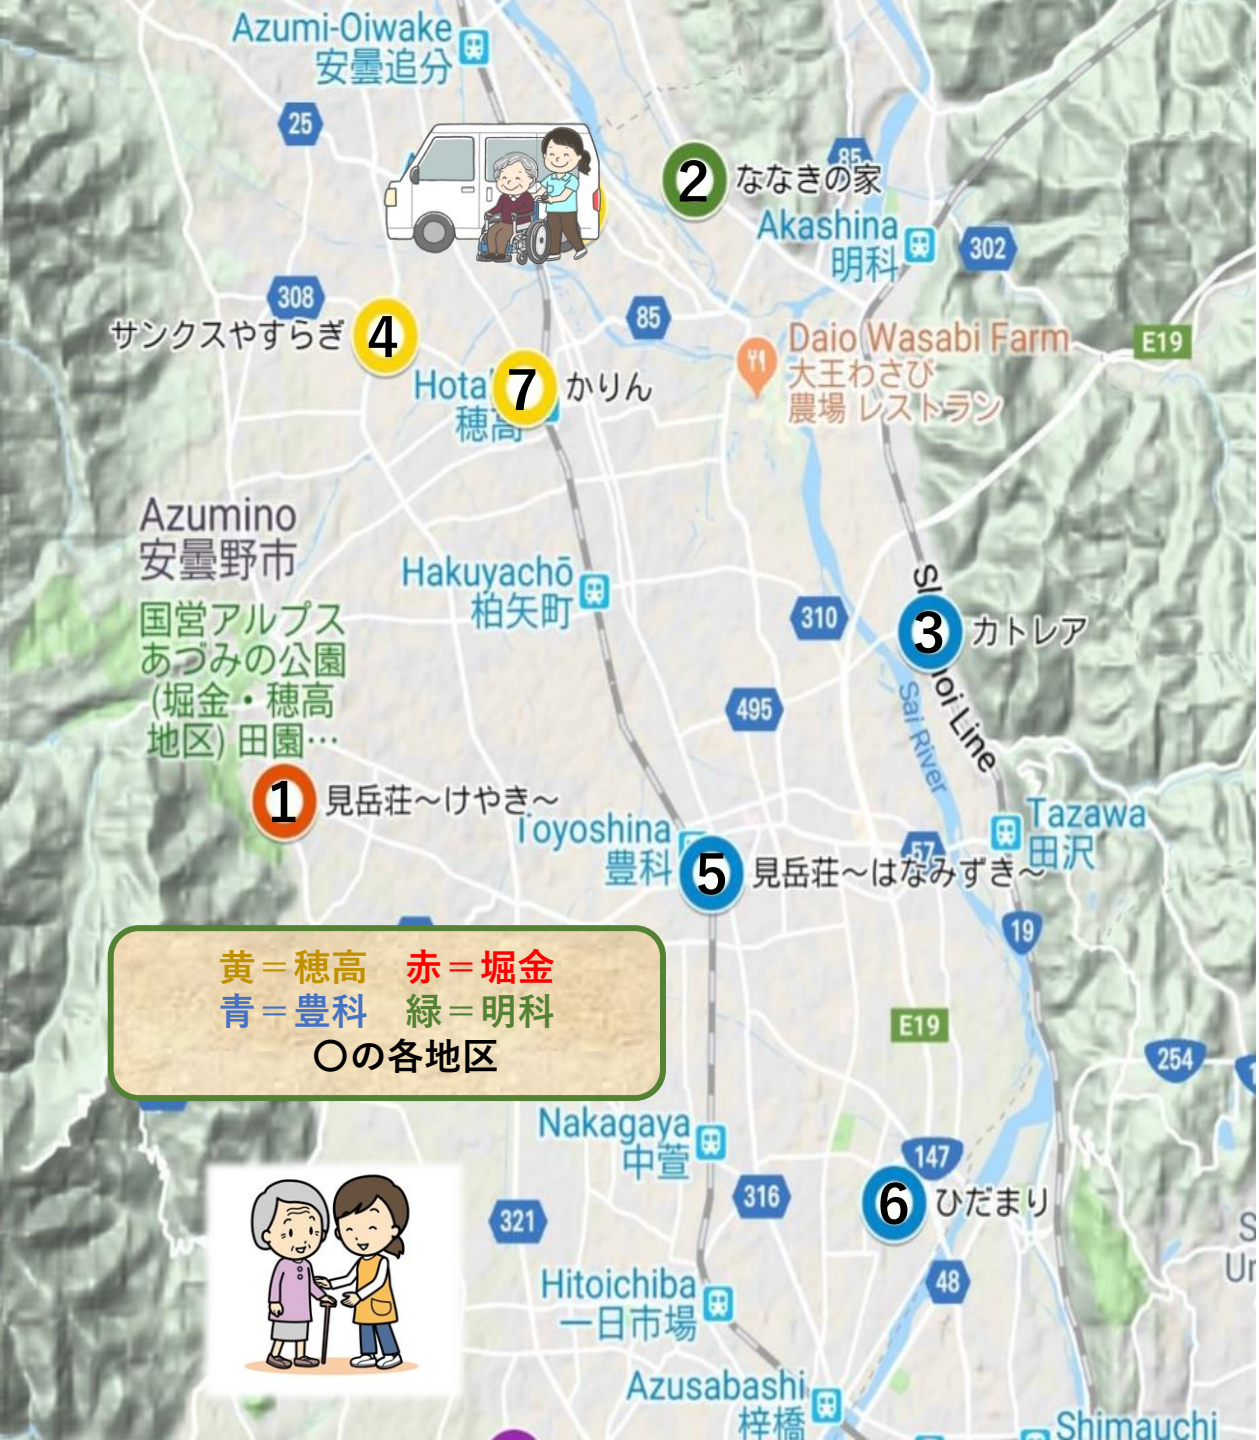 Azumi-Oiwake
安曇追分
25
2
ななきの家
85
Akashina
明科
302
308
サンクスやすらぎ
4
85
Daio Wasabi Farm
大王わさび
農場 レストラン
E19
7
かりん
穂高
Azumino
安曇野市
Hakuyachō
柏矢町
国営アルプス
あづみの公園
(堀金・穂高
地区) 田園…
310
3
カトレア
495
Sai River
oi Line
1
見岳荘～けやき～
Toyoshina
豊科
5
見岳荘～はなみずき～
57
Tazawa
田沢
19
黄＝穂高 赤＝堀金
青＝豊科 緑＝明科
〇の各地区
E19
254
Nakagaya
中萱
147
316
6
ひだまり
321
48
Hitoichiba
一日市場
Azusabashi
梓橋
Shimauchi